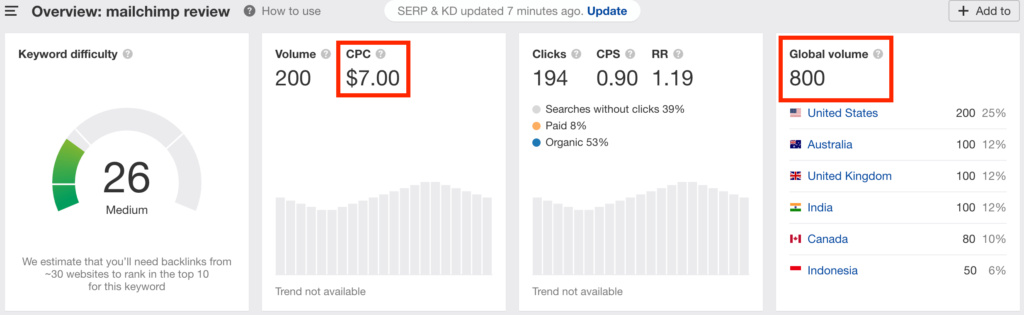 Overview: mailchimp review
How to use
SERP & KD updated 7 minutes ago. Update
+ Add to
Keyword difficulty
26
Medium
We estimate that you'll need backlinks from
~30 websites to rank in the top 10
for this keyword
Volume
200
CPC
$7.00
Trend not available
Clicks
194
CPS
0.90
RR
1.19
Searches without clicks 39%
Paid 8%
Organic 53%
Trend not available
Global volume
800
United States 200 25%
Australia 100 12%
United Kingdom 100 12%
India 100 12%
Canada 80 10%
Indonesia 50 6%